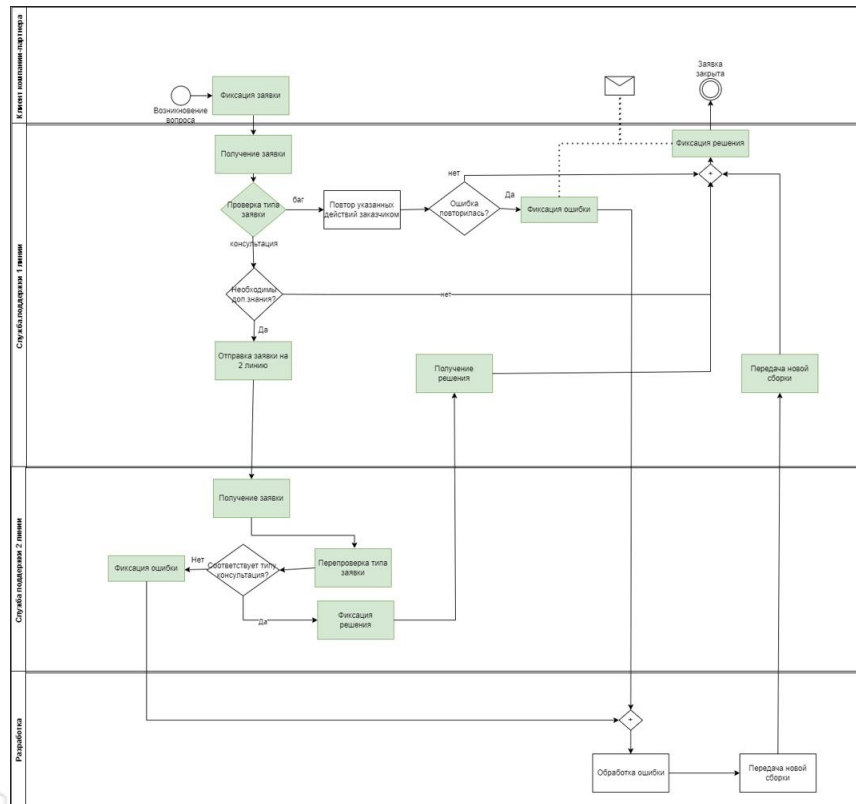 Клиент компании-партнера
Возникновение
вопроса
Фиксация заявки
Заявка
закрыта
Служба поддержки 1 линии
Получение заявки
Фиксация решения
нет
+
Проверка типа
заявки
баг
Повтор указанных
действий заказчиком
Ошибка
повторилась?
Да
Фиксация ошибки
консультация
Необходимы
доп.знания?
нет
Да
Отправка заявки на
2 линию
Получение
решения
Передача новой
сборки
Служба поддержки 2 линии
Получение заявки
Фиксация ошибки
Нет
Соответствует типу
консультация?
Перепроверка типа
заявки
Да
Фиксация
решения
Разработка
+
Обработка ошибки
Передача новой
сборки